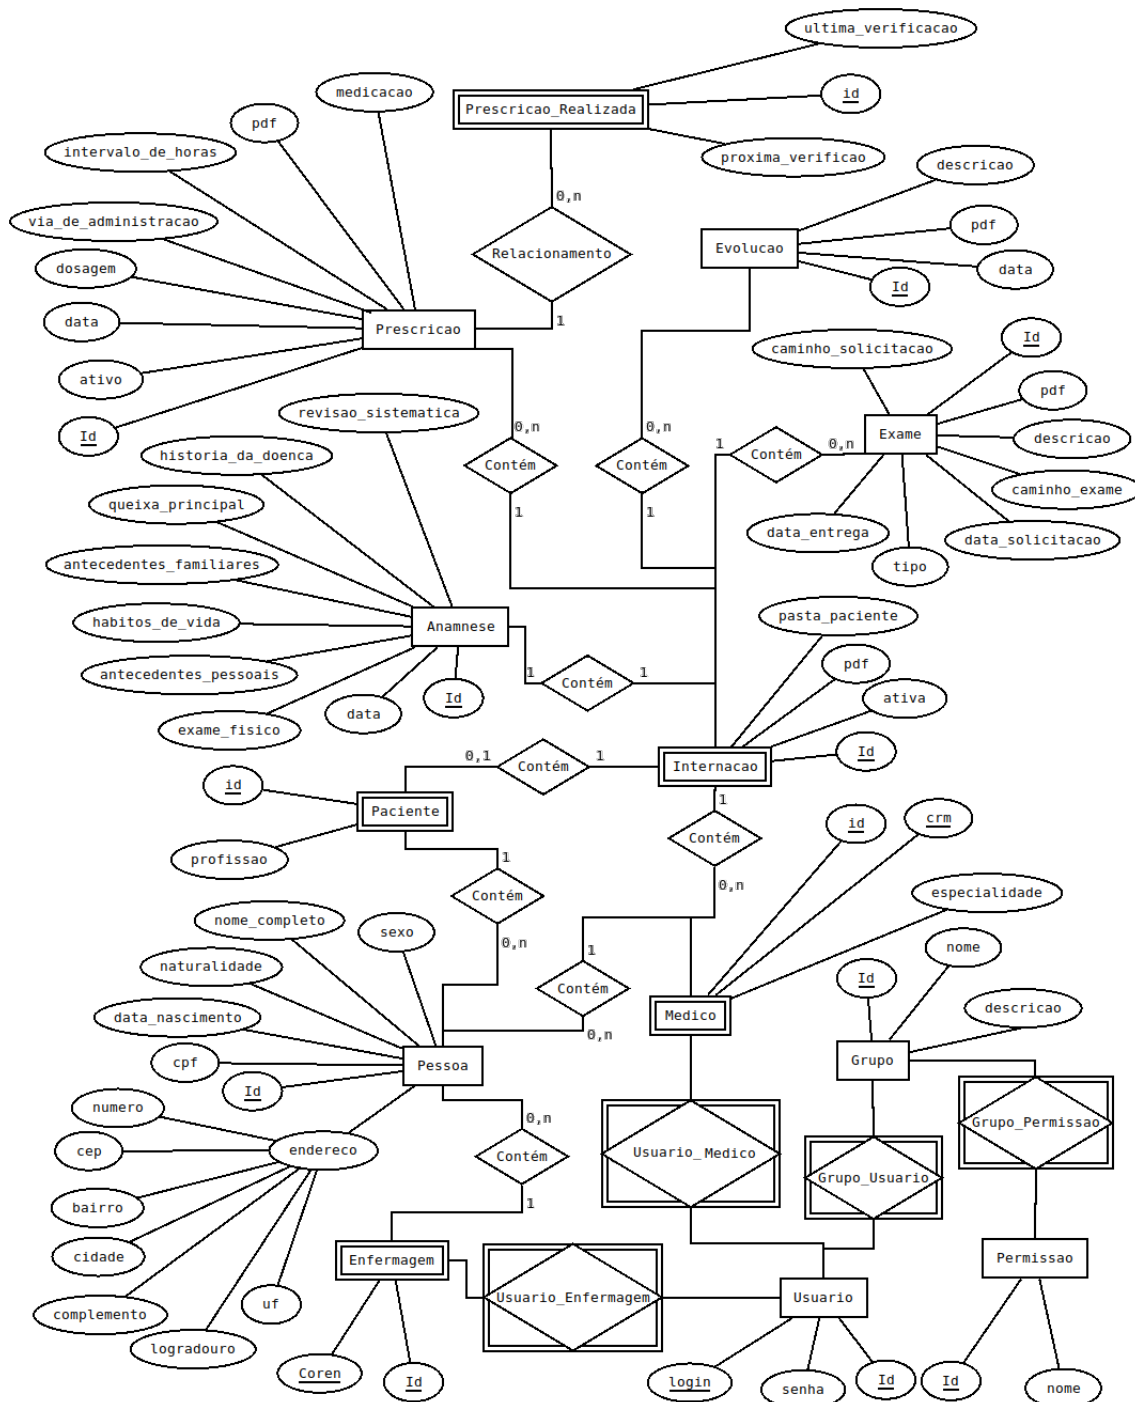 ultima_verificacao
medicacao
id
Prescricao_Realizada
pdf
intervalo_de_horas
proxima_verificao
descricao
0,n
via_de_administracao
pdf
Relacionamento
Evolucao
dosagem
data
Id
data
1
Prescricao
Id
caminho_solicitacao
ativo
pdf
revisao_sistematica
Id
0,n
0,n
1
0,n
Exame
descricao
historia_da_doenca
Contém
Contém
Contém
caminho_exame
queixa_principal
1
1
data_entrega
data_solicitacao
antecedentes_familiares
tipo
habitos_de_vida
Anamnese
pasta_paciente
antecedentes_pessoais
1
Contém
1
pdf
Id
ativa
data
exame_fisico
0,1
1
Id
Contém
Internacao
id
1
Paciente
id
crm
Contém
profissao
1
0,n
especialidade
Contém
nome_completo
sexo
0,n
1
nome
naturalidade
Id
Contém
descricao
data_nascimento
Medico
0,n
cpf
Pessoa
Grupo
Id
numero
0,n
Grupo_Permissao
cep
endereco
Contém
Usuario_Medico
Grupo_Usuario
bairro
1
cidade
Enfermagem
Permissao
uf
Usuario_Enfermagem
Usuario
complemento
logradouro
Coren
Id
login
senha
Id
Id
nome